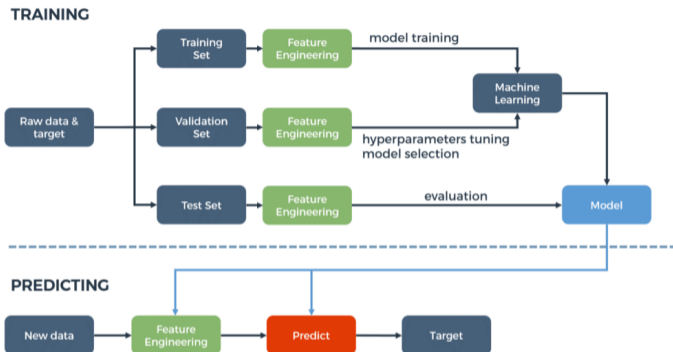 TRAINING
Training
Set
Feature
Engineering
model training
Machine
Learning
Raw data &
target
Validation
Set
Feature
Engineering
hyperparameters tuning
model selection
Test Set
Feature
Engineering
evaluation
Model
PREDICTING
New data
Feature
Engineering
Predict
Target